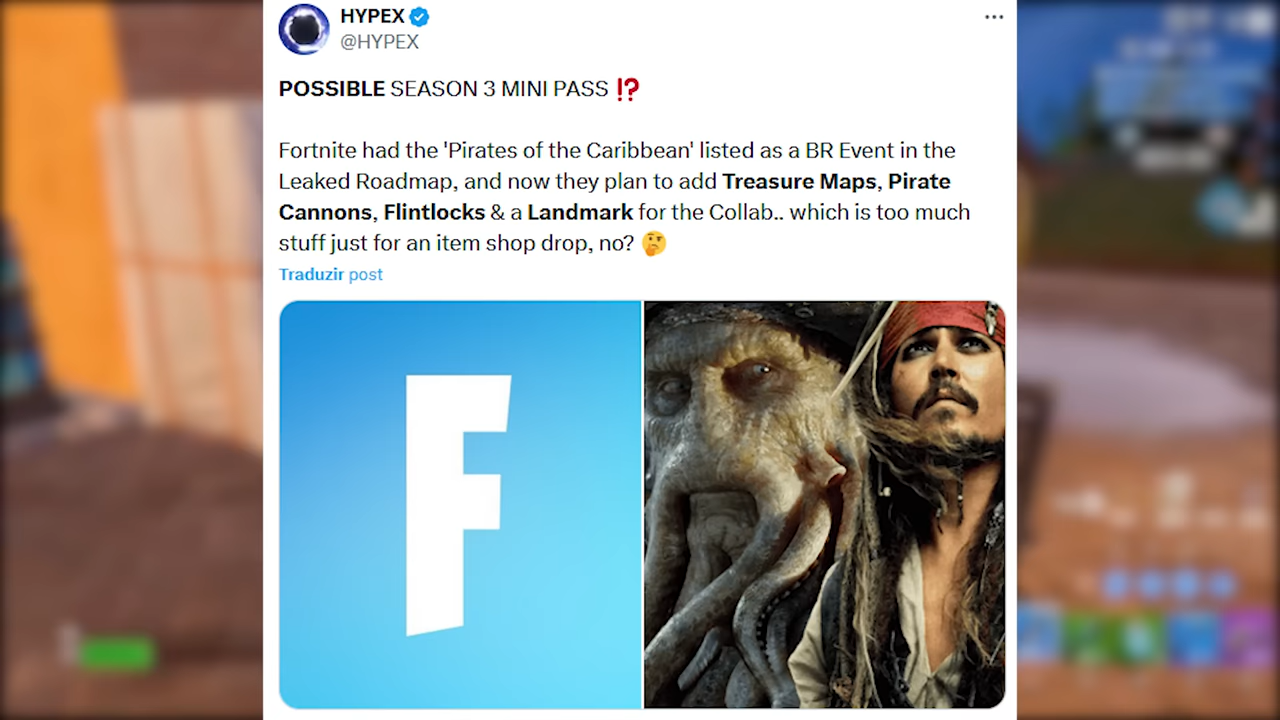 HYPEX
@HYPEX
POSSIBLE SEASON 3 MINI PASS ⁉️
Fortnite had the 'Pirates of the Caribbean' listed as a BR Event in the
Leaked Roadmap, and now they plan to add Treasure Maps, Pirate
Cannons, Flintlocks & a Landmark for the Collab.. which is too much
stuff just for an item shop drop, no? 🤔
Traduzir post
F